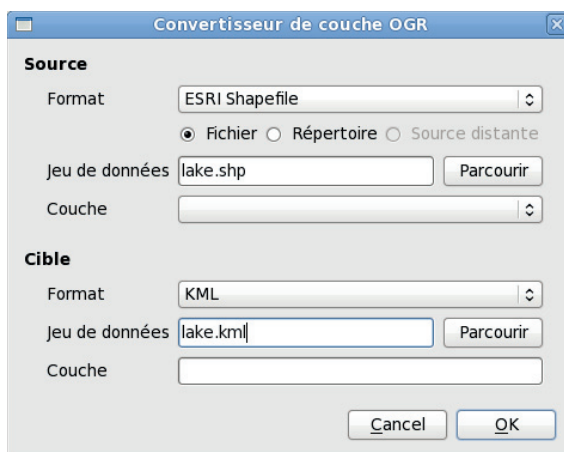 Convertisseur de couche OGR
Source
Format ESRI Shapefile
Fichier Répertoire Source distante
Jeu de données lake.shp Parcourir
Couche
Cible
Format KML
Jeu de données lake.kml Parcourir
Couche
Cancel OK